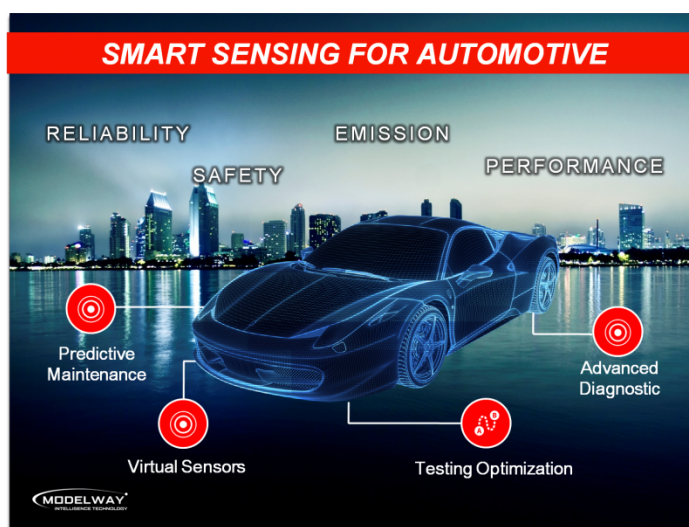 SMART SENSING FOR AUTOMOTIVE
RELIABILITY
EMISSION
SAFETY
PERFORMANCE
Predictive
Maintenance
Advanced
Diagnostic
Virtual Sensors
A B
Testing Optimization
MODELWAY
INTELLIGENCE TECHNOLOGY